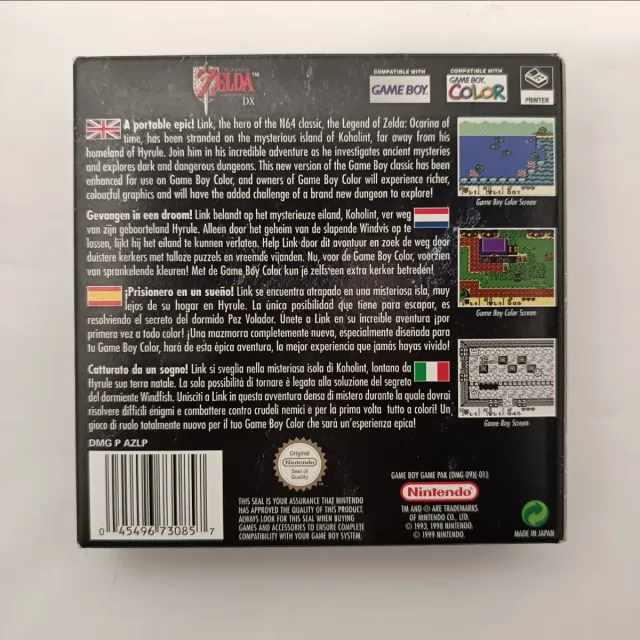 ZELDA™
DX
COMPATIBLE WITH
GAME BOY.
COMPATIBLE WITH
GAME BOY.
COLOR
PRINTER
A portable epic! Link, the hero of the N64 classic, the Legend of Zelda: Ocarina of
time, has been stranded on the mysterious island of Koholint, far away from his
homeland of Hyrule. Join him in his incredible adventure as he investigates ancient mysteries
and explores dark and dangerous dungeons. This new version of the Game Boy classic has been
enhanced for use on Game Boy Color, and owners of Game Boy Color will experience richer,
colourful graphics and will have the added challenge of a brand new dungeon to explore!
Game Boy Color Screen
Gevangen in een droom! Link belandt op het mysterieuze eiland, Koholint, ver weg
van zijn geboorteland Hyrule. Alleen door het geheim van de slapende Windvis op te
lossen, lijkt hij het eiland te kunnen verlaten. Help Link door dit avontuur en zoek de weg door
duistere kerkers met talloze puzzels en vreemde vijanden. Nu, voor de Game Boy Color, voorzien
van sprankelende kleuren! Met de Game Boy Color kun je zelfs een extra kerker betreden!
Game Boy Color Screen
¡Prisionero en un sueño! Link se encuentra atrapado en una misteriosa isla, muy
lejos de su hogar en Hyrule. La única posibilidad que tiene para escapar, es
resolviendo el secreto del dormido Pez Volador. Únete a Link en su increíble aventura ¡por
primera vez a todo color! ¡Una mazmorra completamente nueva, especialmente diseñada para
tu Game Boy Color, hará de esta épica aventura, la mejor experiencia que jamás hayas vivido!
Catturato da un sogno! Link si sveglia nella misteriosa isola di Koholint, lontano da
Hyrule sua terra natale. La sola possibilità di tornare è legata alla soluzione del segreto
del dormiente Windfish. Unisciti a Link in questa avventura densa di mistero durante la quale dovrai
risolvere difficili enigmi e combattere contro crudeli nemici e per la prima volta tutto a colori! Un
gioco di ruolo totalmente nuovo per il tuo Game Boy Color che sarà un'esperienza epica!
Game Boy Screen
DMG P AZLP
0 45496 73085 7
Original
Nintendo
Seal of
Quality
THIS SEAL IS YOUR ASSURANCE THAT NINTENDO
HAS APPROVED THE QUALITY OF THIS PRODUCT.
ALWAYS LOOK FOR THIS SEAL WHEN BUYING
GAMES AND ACCESSORIES TO ENSURE COMPLETE
COMPATIBILITY WITH YOUR GAME BOY SYSTEM.
GAME BOY GAME PAK (DMG-09)(-01)
Nintendo
TM AND ® ARE TRADEMARKS
OF NINTENDO CO., LTD.
© 1993, 1998 NINTENDO.
© 1999 NINTENDO.
MADE IN JAPAN